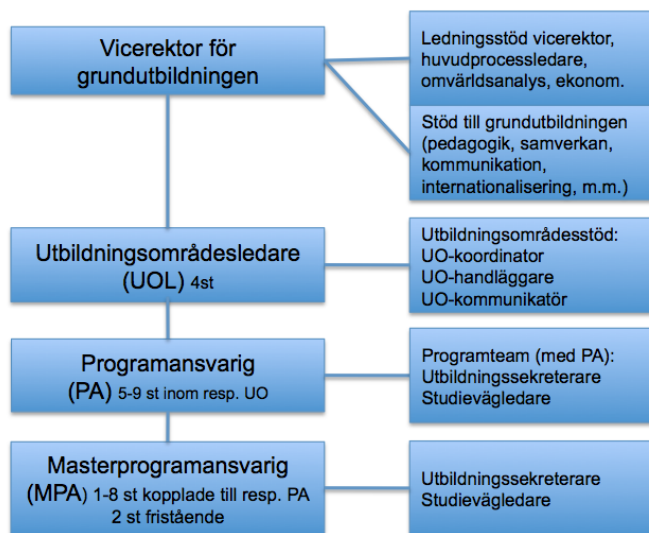 Vicerektor för
grundutbildningen
Ledningsstöd vicerektor,
huvudprocessledare,
omvärldsanalys, ekonom.
Stöd till grundutbildningen
(pedagogik, samverkan,
kommunikation,
internationalisering, m.m.)
Utbildningsområdesledare
(UOL) 4st
Utbildningsområdesstöd:
UO-koordinator
UO-handläggare
UO-kommunikatör
Programansvarig
(PA) 5-9 st inom resp. UO
Programteam (med PA):
Utbildningssekreterare
Studievägledare
Masterprogramansvarig
(MPA) 1-8 st kopplade till resp. PA
2 st fristående
Utbildningssekreterare
Studievägledare